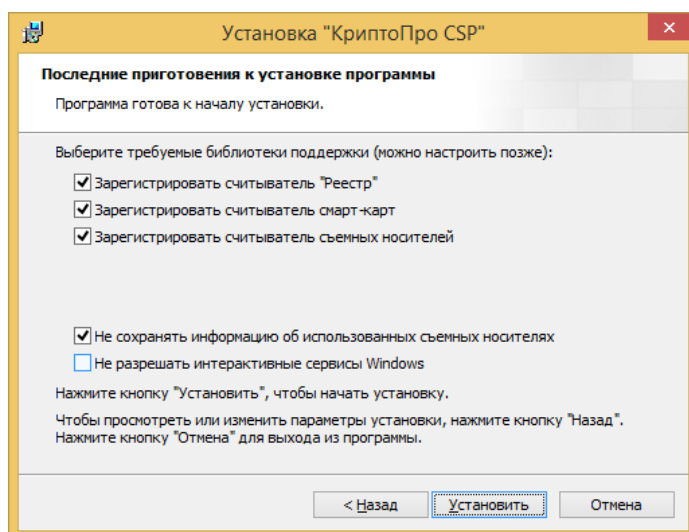 Установка "КриптоПро CSP"
Последние приготовения к установке программы
Программа готова к началу установки.
Выберите требуемые библиотеки поддержки (можно настроить позже):
Зарегистрировать считыватель "Реестр"
Зарегистрировать считыватель смарт-карт
Зарегистрировать считыватель съемных носителей
Не сохранять информацию об использованных съемных носителях
Не разрешать интерактивные сервисы Windows
Нажмите кнопку "Установить", чтобы начать установку.
Чтобы просмотреть или изменить параметры установки, нажмите кнопку "Назад".
Нажмите кнопку "Отмена" для выхода из программы.
< Назад Установить Отмена